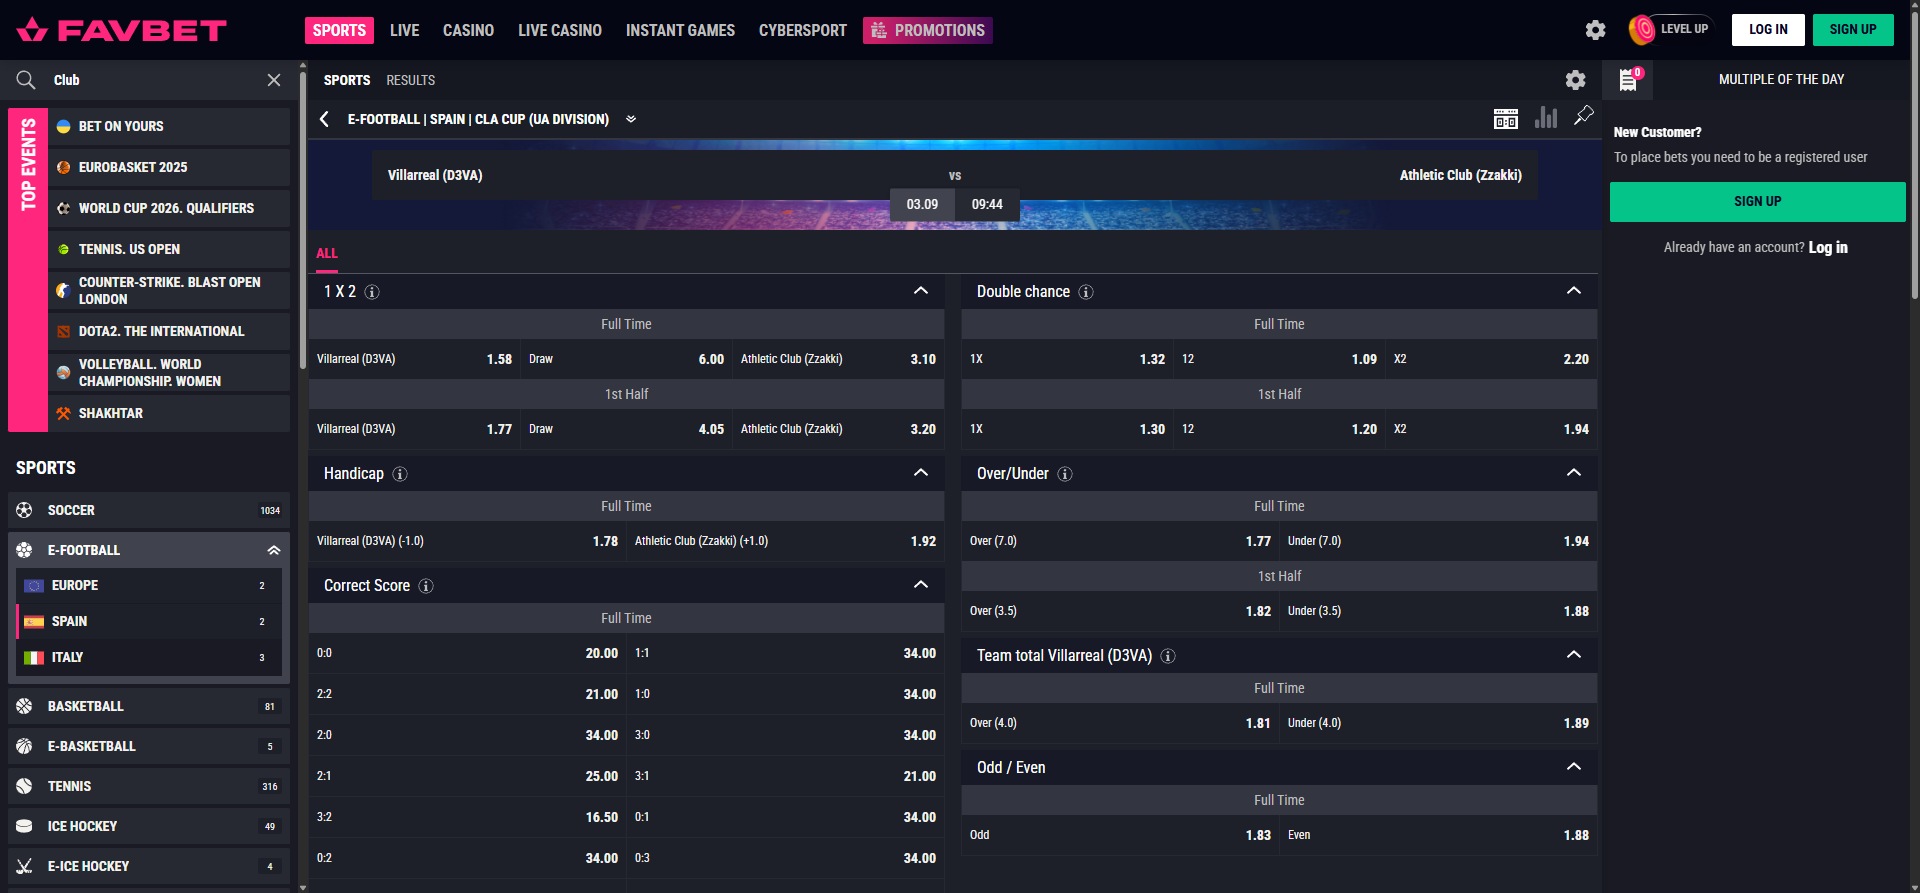 FAVBET
SPORTS LIVE CASINO LIVE CASINO INSTANT GAMES CYBERSPORT PROMOTIONS
LEVEL UP LOG IN SIGN UP
Club
TOP EVENTS
BET ON YOURS
EUROBASKET 2025
WORLD CUP 2026. QUALIFIERS
TENNIS. US OPEN
COUNTER-STRIKE. BLAST OPEN
LONDON
DOTA2. THE INTERNATIONAL
VOLLEYBALL. WORLD
CHAMPIONSHIP. WOMEN
SHAKHTAR
SPORTS
SOCCER 1034
E-FOOTBALL
EUROPE 2
SPAIN 2
ITALY 3
BASKETBALL 81
E-BASKETBALL 5
TENNIS 316
ICE HOCKEY 49
E-ICE HOCKEY 4
SPORTS RESULTS
E-FOOTBALL | SPAIN | CLA CUP (UA DIVISION)
Villarreal (D3VA) vs Athletic Club (Zzakki)
03.09 09:44
ALL
1 X 2
Full Time
Villarreal (D3VA) 1.58 Draw 6.00 Athletic Club (Zzakki) 3.10
1st Half
Villarreal (D3VA) 1.77 Draw 4.05 Athletic Club (Zzakki) 3.20
Handicap
Full Time
Villarreal (D3VA) (-1.0) 1.78 Athletic Club (Zzakki) (+1.0) 1.92
Correct Score
Full Time
0:0 20.00 1:1 34.00
2:2 21.00 1:0 34.00
2:0 34.00 3:0 34.00
2:1 25.00 3:1 21.00
3:2 16.50 0:1 34.00
0:2 34.00 0:3 34.00
Double chance
Full Time
1X 1.32 12 1.09 X2 2.20
1st Half
1X 1.30 12 1.20 X2 1.94
Over/Under
Full Time
Over (7.0) 1.77 Under (7.0) 1.94
1st Half
Over (3.5) 1.82 Under (3.5) 1.88
Team total Villarreal (D3VA)
Full Time
Over (4.0) 1.81 Under (4.0) 1.89
Odd / Even
Full Time
Odd 1.83 Even 1.88
0 MULTIPLE OF THE DAY
New Customer?
To place bets you need to be a registered user
SIGN UP
Already have an account? Log in